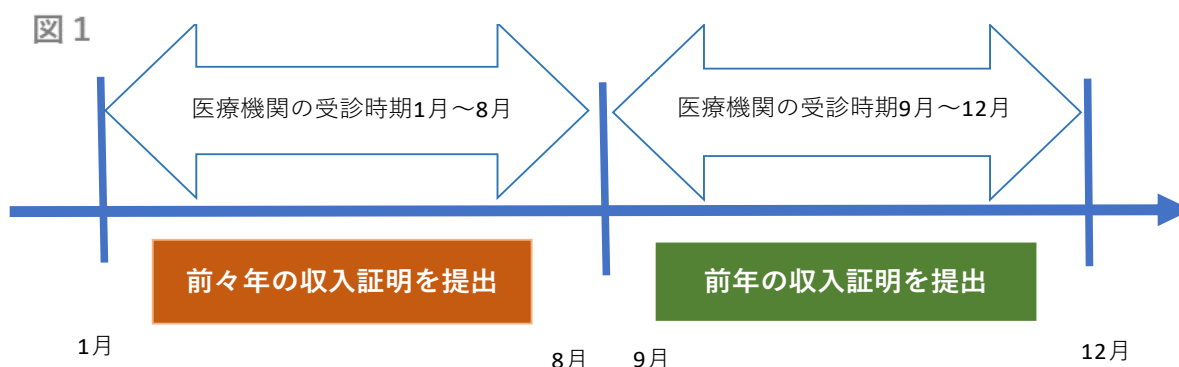 図1
医療機関の受診時期1月～8月
医療機関の受診時期9月～12月
前々年の収入証明を提出
前年の収入証明を提出
1月
8月
9月
12月